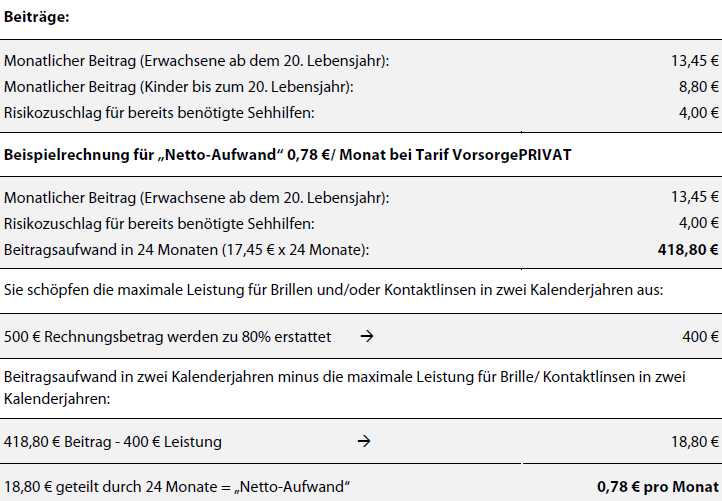 Beiträge:
Monatlicher Beitrag (Erwachsene ab dem 20. Lebensjahr): 13,45 €
Monatlicher Beitrag (Kinder bis zum 20. Lebensjahr): 8,80 €
Risikozuschlag für bereits benötigte Sehhilfen: 4,00 €
Beispielrechnung für „Netto-Aufwand“ 0,78 €/ Monat bei Tarif VorsorgePRIVAT
Monatlicher Beitrag (Erwachsene ab dem 20. Lebensjahr): 13,45 €
Risikozuschlag für bereits benötigte Sehhilfen: 4,00 €
Beitragsaufwand in 24 Monaten (17,45 € x 24 Monate): 418,80 €
Sie schöpfen die maximale Leistung für Brillen und/oder Kontaktlinsen in zwei Kalenderjahren aus:
500 € Rechnungsbetrag werden zu 80% erstattet → 400 €
Beitragsaufwand in zwei Kalenderjahren minus die maximale Leistung für Brille/ Kontaktlinsen in zwei
Kalenderjahren:
418,80 € Beitrag - 400 € Leistung → 18,80 €
18,80 € geteilt durch 24 Monate = „Netto-Aufwand“ 0,78 € pro Monat